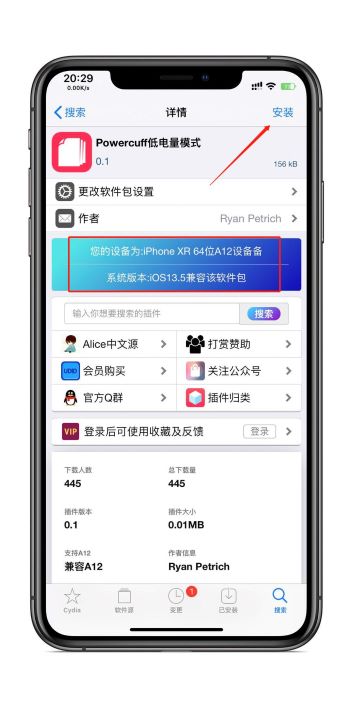 20:29
0.00K/s
搜索
详情
安装
Powercuff低电量模式
0.1
156 kB
更改软件包设置
作者
Ryan Petrich
您的设备为:iPhone XR 64位A12设备备
系统版本:iOS13.5兼容该软件包
输入你想要搜索的插件
搜索
Alice中文源
打赏赞助
UDID
会员购买
关注公众号
官方Q群
插件归类
VIP
登录后可使用收藏及反馈
登录
下载人数
总下载量
445
445
插件版本
插件大小
0.1
0.01MB
支持A12
作者信息
兼容A12
Ryan Petrich
1
Cydia
软件源
变更
已安装
搜索